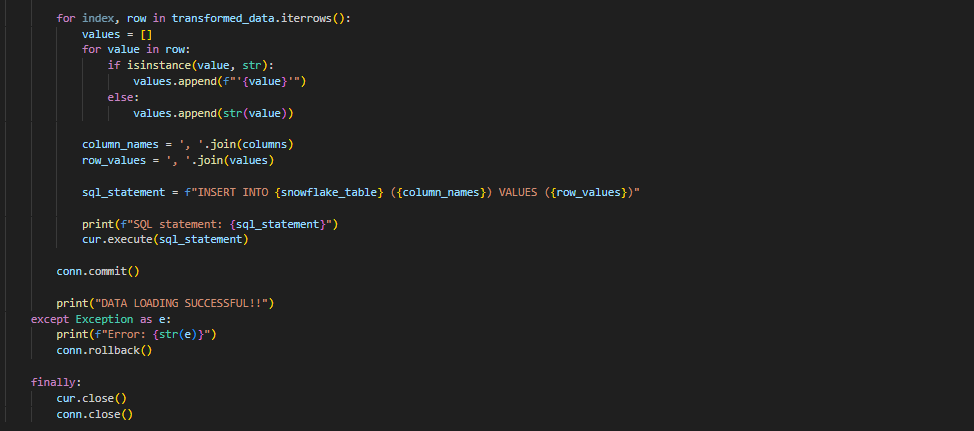 for index, row in transformed_data.iterrows():
    values = []
    for value in row:
        if isinstance(value, str):
            values.append(f"'{value}'")
        else:
            values.append(str(value))

    column_names = ', '.join(columns)
    row_values = ', '.join(values)

    sql_statement = f"INSERT INTO {snowflake_table} ({column_names}) VALUES ({row_values})"

    print(f"SQL statement: {sql_statement}")
    cur.execute(sql_statement)

conn.commit()

print("DATA LOADING SUCCESSFUL!!")
except Exception as e:
    print(f"Error: {str(e)}")
    conn.rollback()

finally:
    cur.close()
    conn.close()